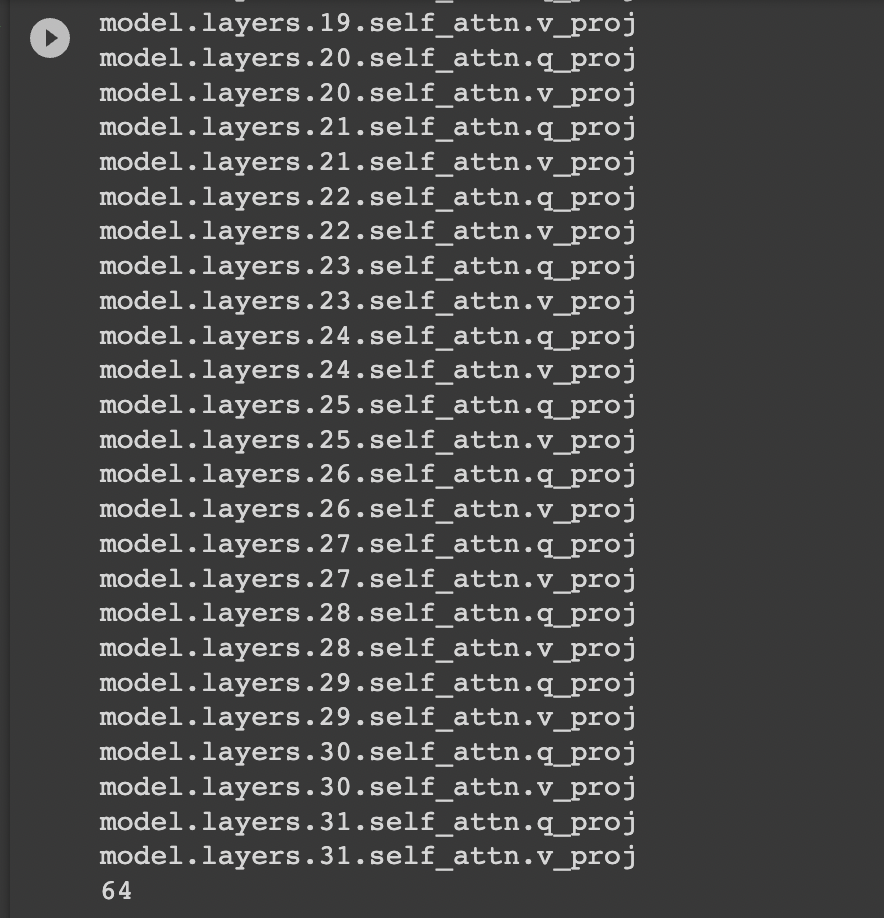 model.layers.19.self_attn.v_proj
model.layers.20.self_attn.q_proj
model.layers.20.self_attn.v_proj
model.layers.21.self_attn.q_proj
model.layers.21.self_attn.v_proj
model.layers.22.self_attn.q_proj
model.layers.22.self_attn.v_proj
model.layers.23.self_attn.q_proj
model.layers.23.self_attn.v_proj
model.layers.24.self_attn.q_proj
model.layers.24.self_attn.v_proj
model.layers.25.self_attn.q_proj
model.layers.25.self_attn.v_proj
model.layers.26.self_attn.q_proj
model.layers.26.self_attn.v_proj
model.layers.27.self_attn.q_proj
model.layers.27.self_attn.v_proj
model.layers.28.self_attn.q_proj
model.layers.28.self_attn.v_proj
model.layers.29.self_attn.q_proj
model.layers.29.self_attn.v_proj
model.layers.30.self_attn.q_proj
model.layers.30.self_attn.v_proj
model.layers.31.self_attn.q_proj
model.layers.31.self_attn.v_proj
64